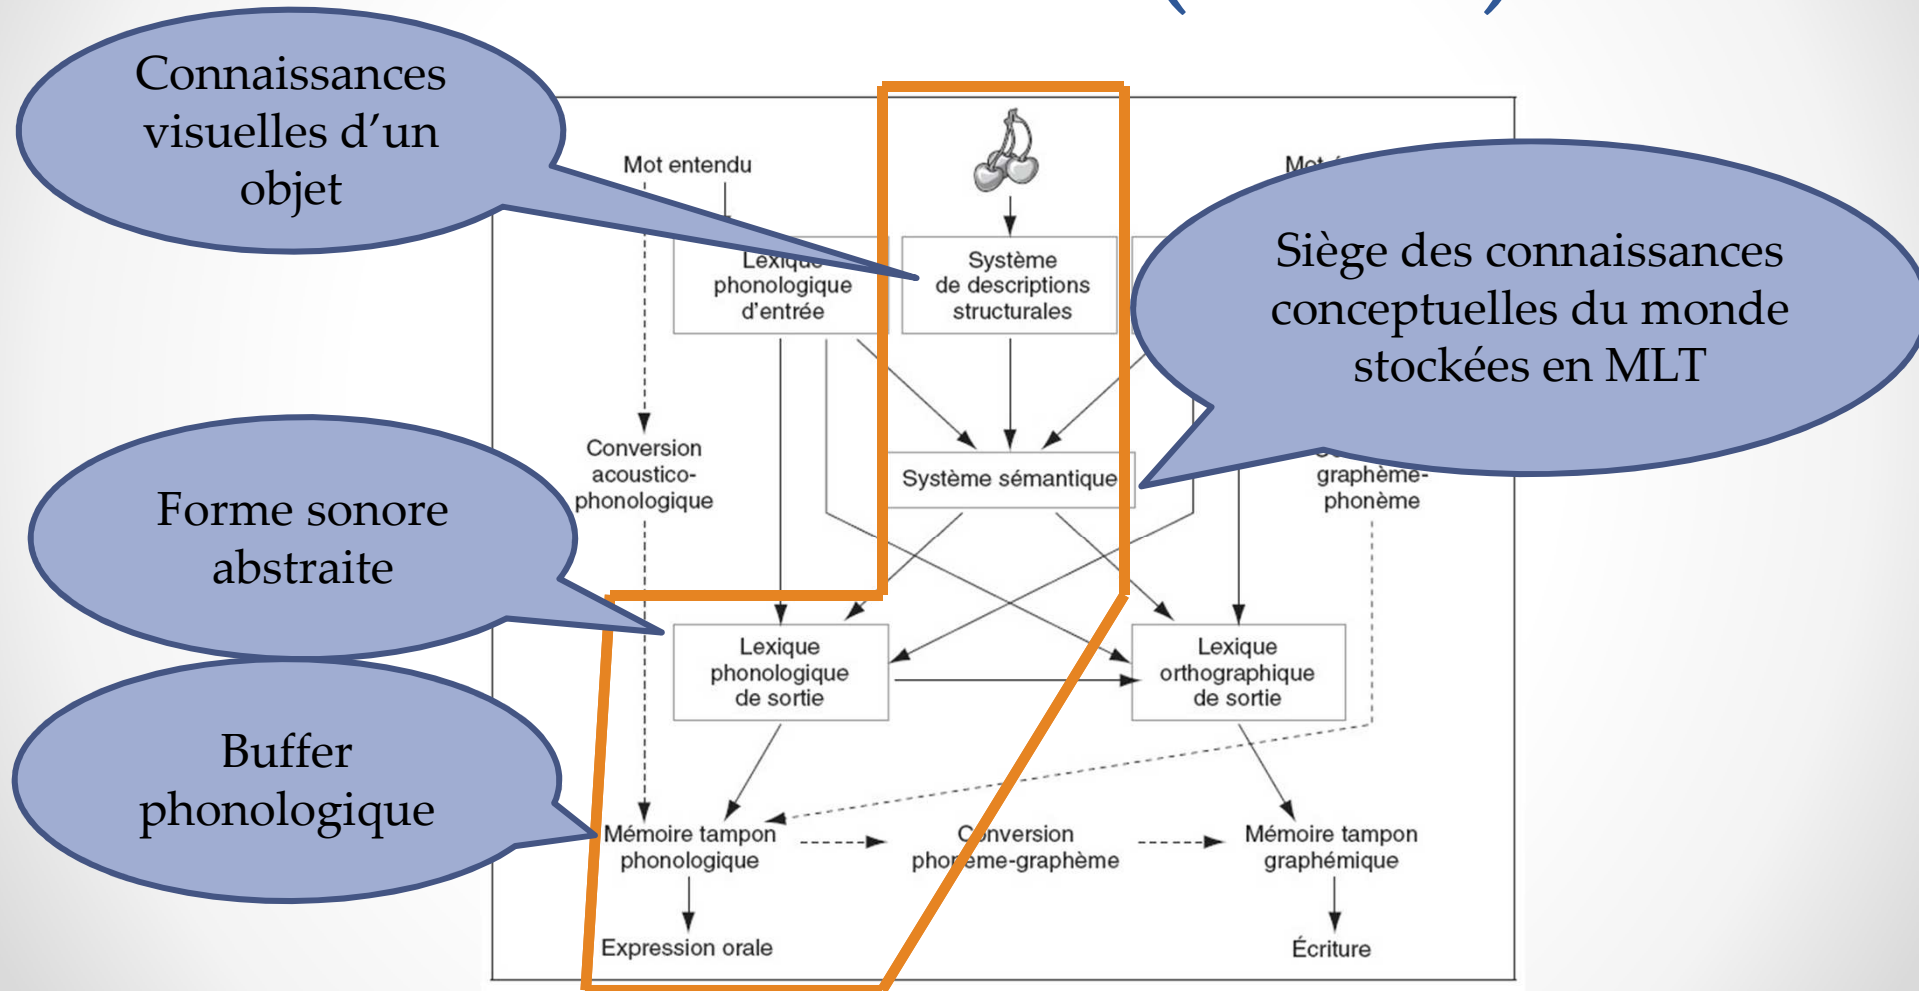 (
)
Connaissances
visuelles d’un
objet
Mot entendu
Siège des connaissances
conceptuelles du monde
stockées en MLT
Lexique
phonologique
d'entrée
Système
de descriptions
structurales
Conversion
acoustico-
phonologique
Système sémantique
graphème-
phonème
Forme sonore
abstraite
Lexique
phonologique
de sortie
Lexique
orthographique
de sortie
Buffer
phonologique
Mémoire tampon
phonologique
Conversion
phonème-graphème
Mémoire tampon
graphémique
Expression orale
Écriture